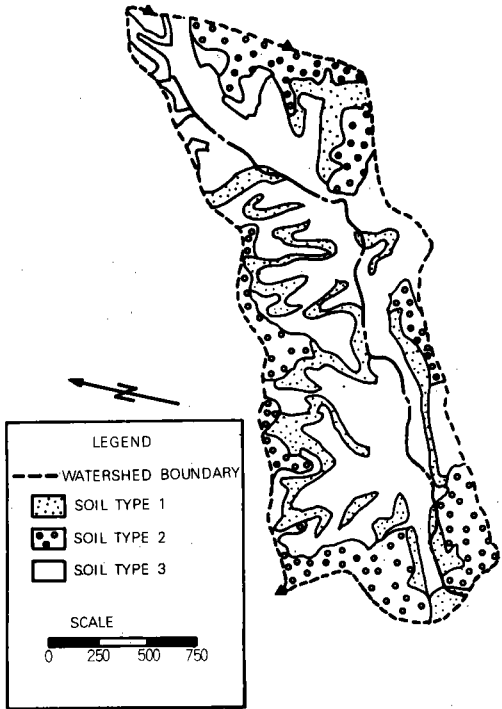 N
LEGEND
WATERSHED BOUNDARY
SOIL TYPE 1
SOIL TYPE 2
SOIL TYPE 3
SCALE
0 250 500 750